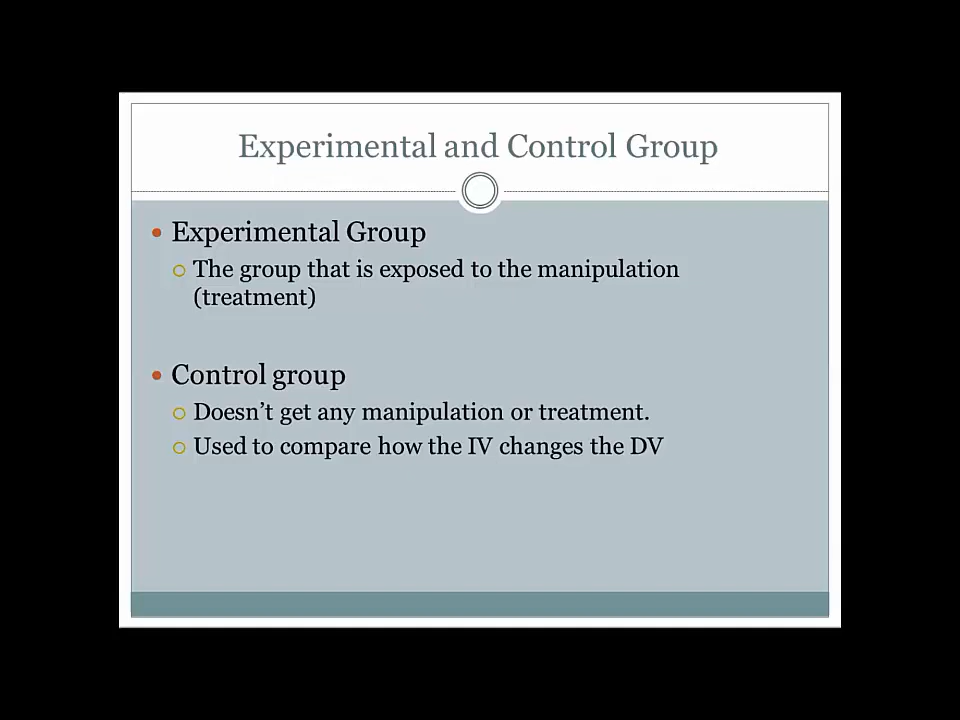 Experimental and Control Group
Experimental Group
The group that is exposed to the manipulation
(treatment)
Control group
Doesn’t get any manipulation or treatment.
Used to compare how the IV changes the DV